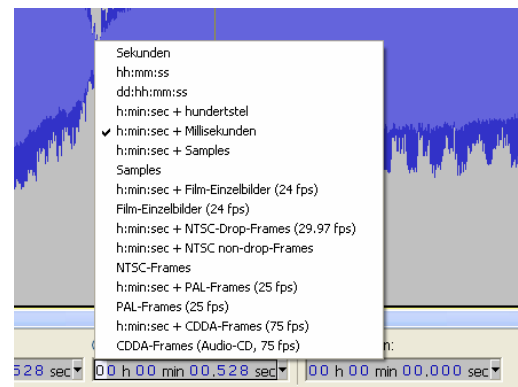 Sekunden
hh:mm:ss
dd:hh:mm:ss
h:min:sec + hundertstel
h:min:sec + Millisekunden
h:min:sec + Samples
Samples
h:min:sec + Film-Einzelbilder (24 fps)
Film-Einzelbilder (24 fps)
h:min:sec + NTSC-Drop-Frames (29.97 fps)
h:min:sec + NTSC non-drop-Frames
NTSC-Frames
h:min:sec + PAL-Frames (25 fps)
PAL-Frames (25 fps)
h:min:sec + CDDA-Frames (75 fps)
CDDA-Frames (Audio-CD, 75 fps)
n:
528 sec 00 h 00 min 00.528 sec 00 h 00 min 00.000 sec